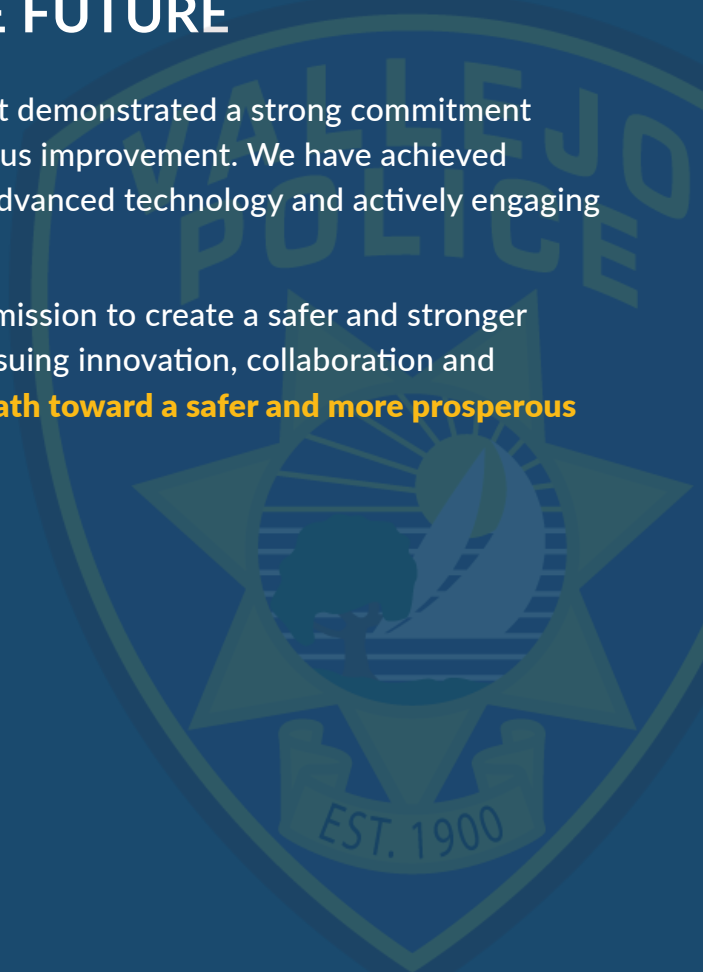 E FUTURE
t demonstrated a strong commitment
us improvement. We have achieved
dvanced technology and actively engaging
mission to create a safer and stronger
suing innovation, collaboration and
ath toward a safer and more prosperous
VALLEJO
POLICE
EST. 1900